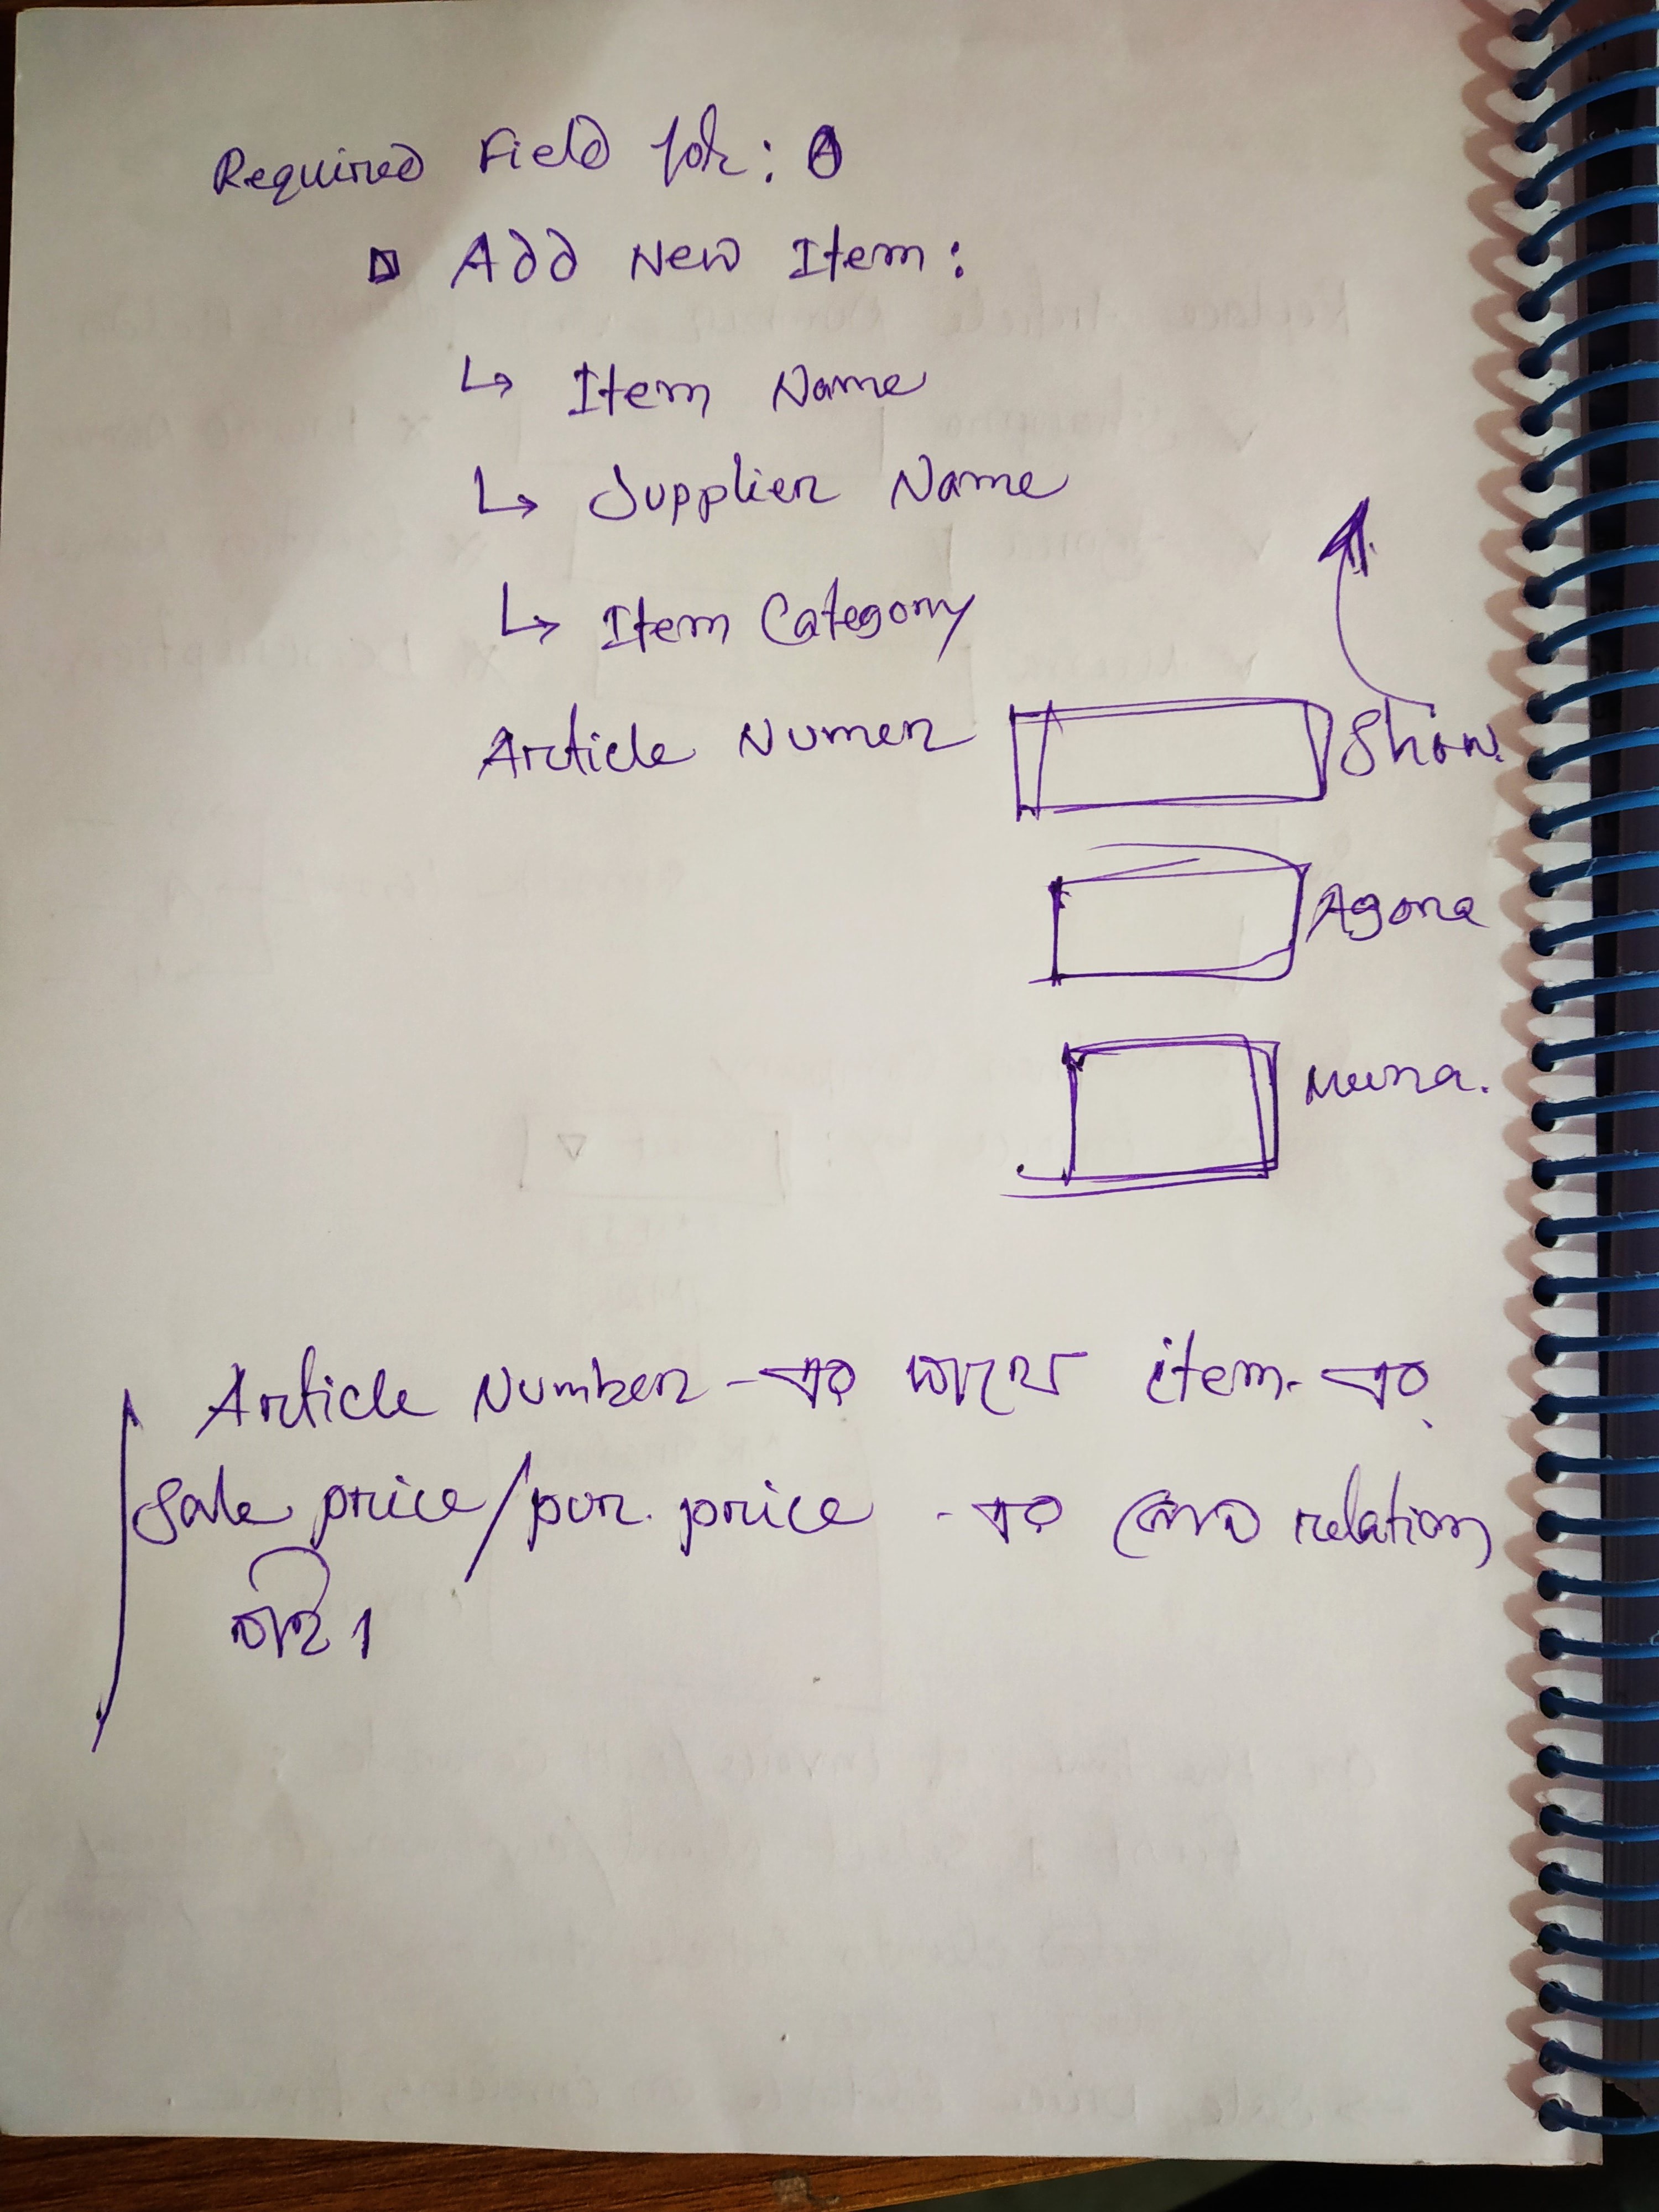 Required Field for:
Add New Item:
↳ Item Name
↳ Supplier Name
↳ Item Category
Article Numer Show.
Agora
Meena.
Article Number -এর সাথে item-এর
Sale price/pur. price -এর কোনো relation
নাই।